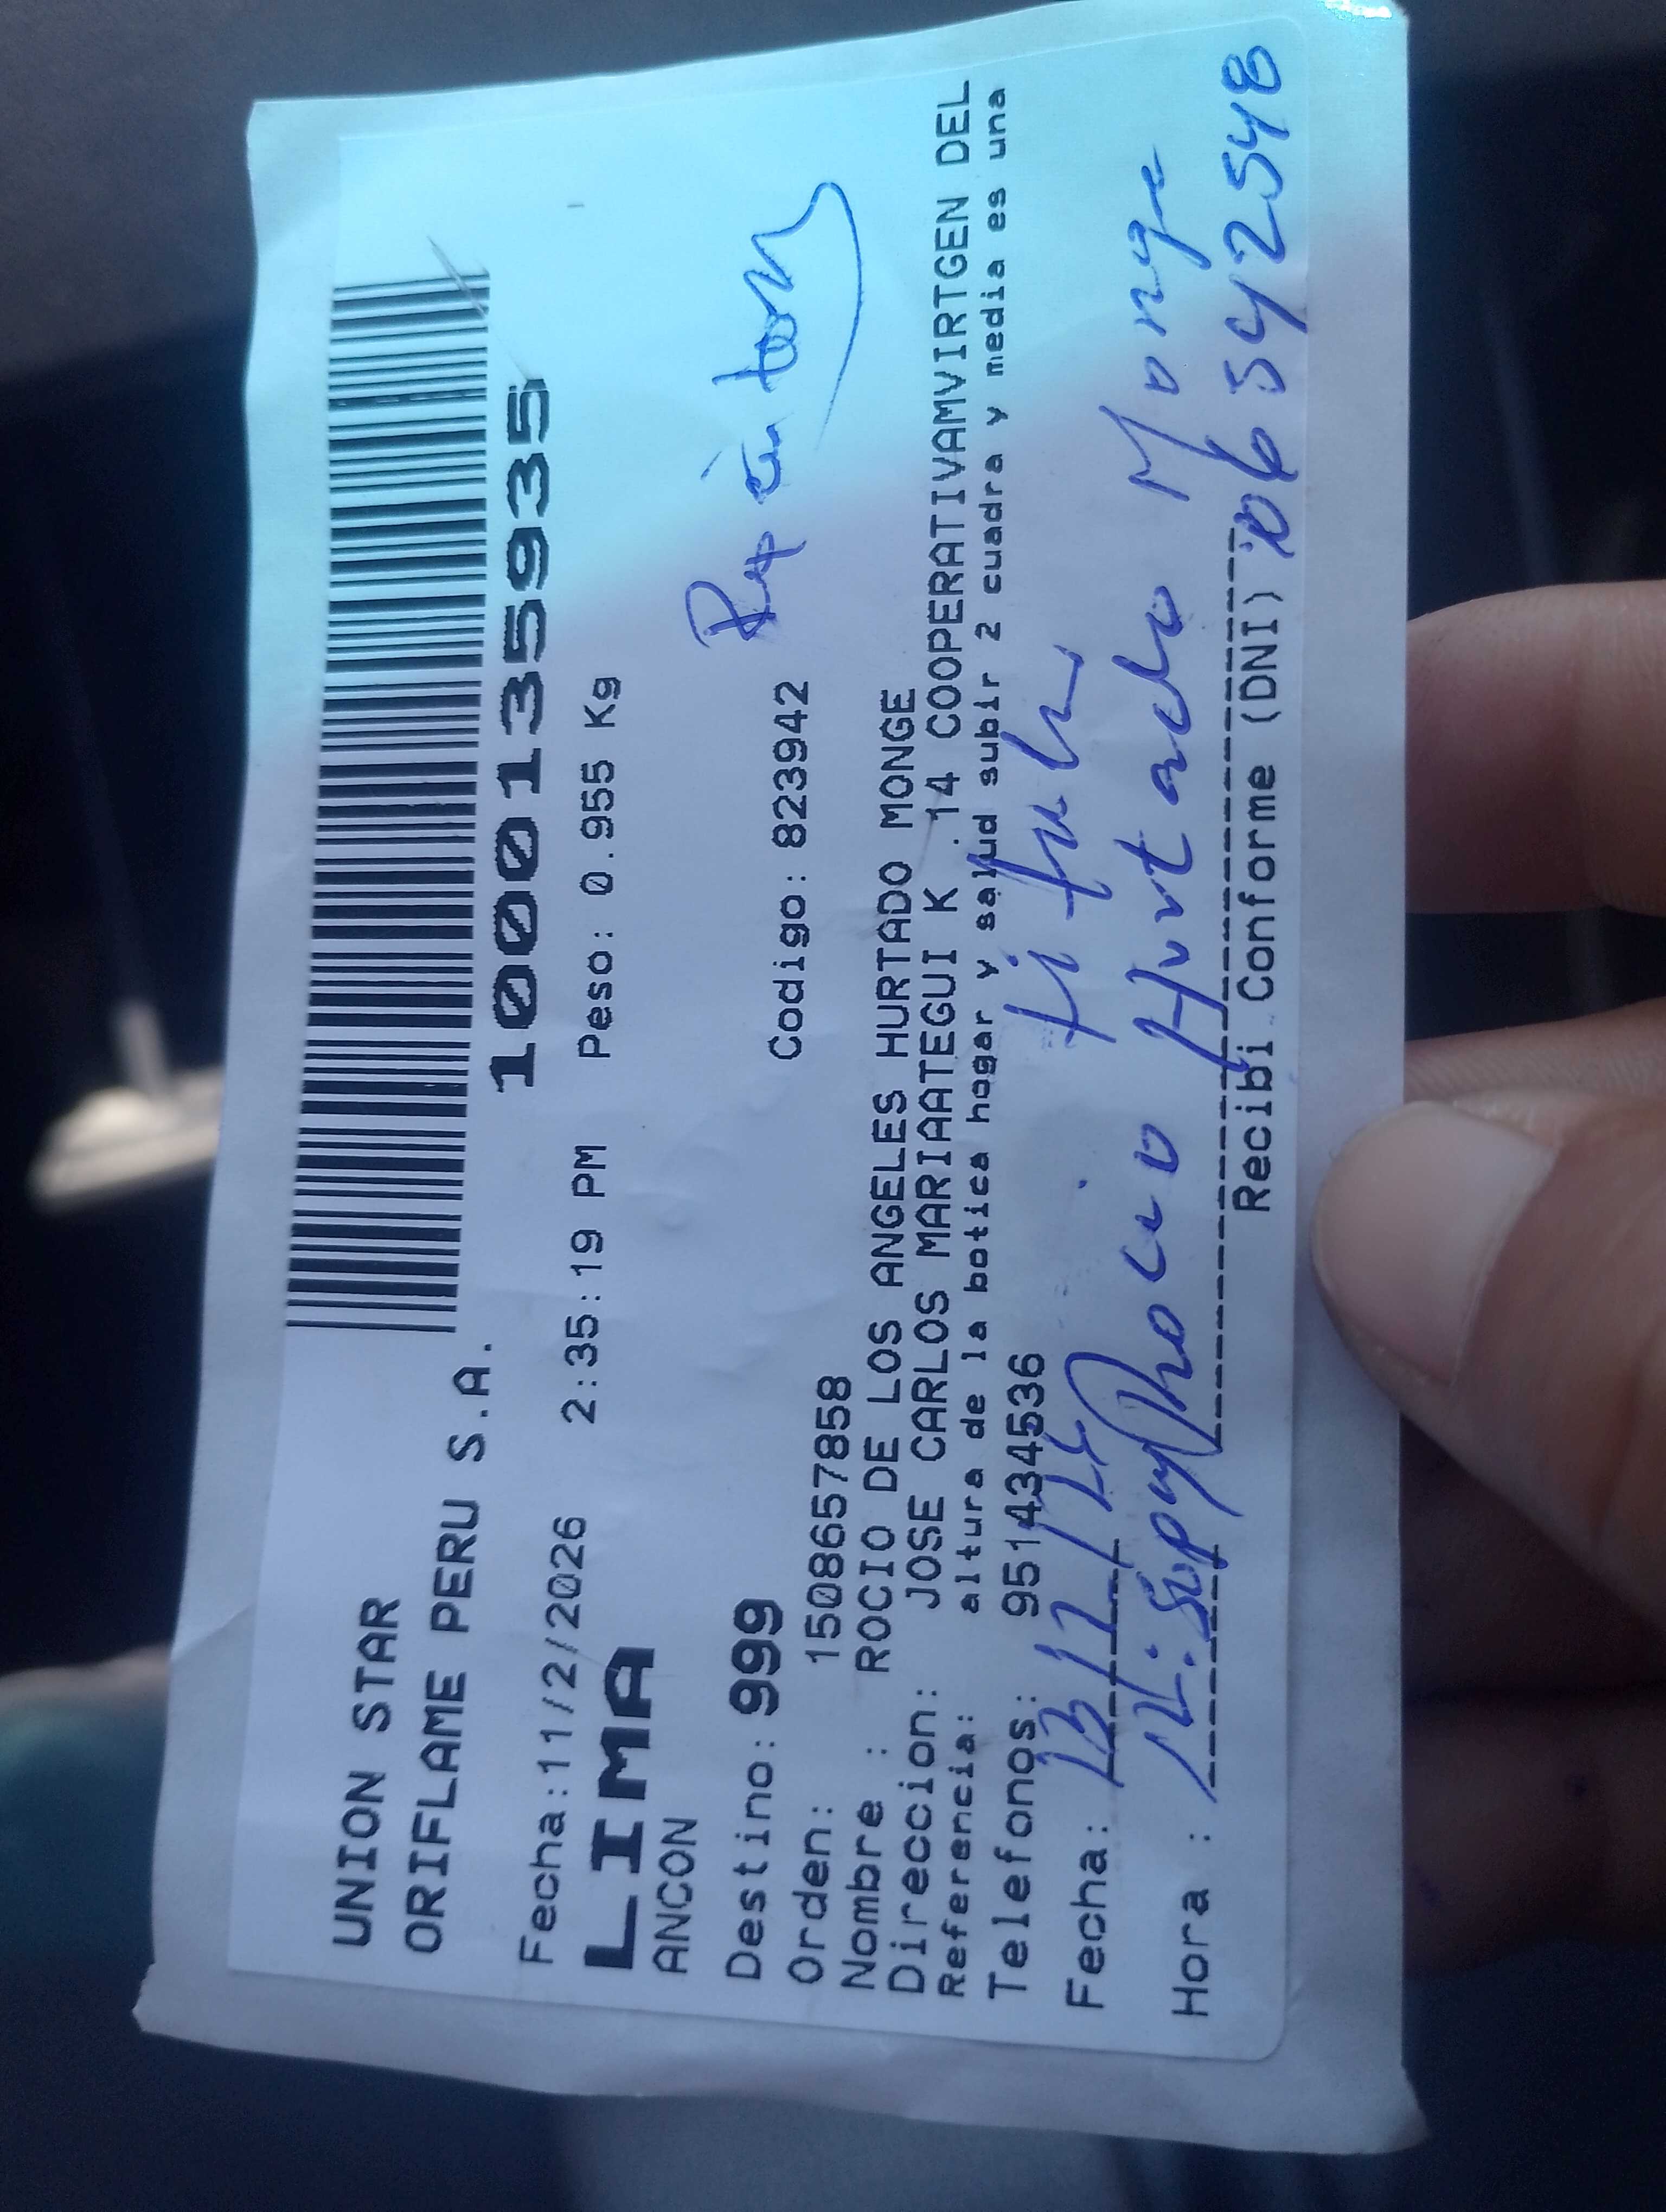 UNION STAR
ORIFLAME PERU S.A.
1000135935
Fecha:11/2/2026 2:35:19 PM Peso: 0.955 Kg
LIMA
ANCON
Destino: 999 Codigo: 823942
Orden: 15086657858
Nombre : ROCIO DE LOS ANGELES HURTADO MONGE
Direccion: JOSE CARLOS MARIAATEGUI K . 14 COOPERATIVAMVIRTGEN DEL
Referencia: altura de la botica hogar y salud subir 2 cuadra y media es una
Telefonos: 951434536
Fecha:
Hora : Rocio Hurtado Monge
Recibi Conforme (DNI) 06542548